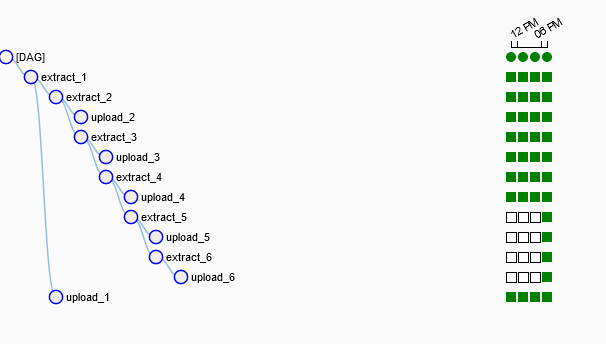 12 PM 06 PM
[DAG]
extract_1
extract_2
upload_2
extract_3
upload_3
extract_4
upload_4
extract_5
upload_5
extract_6
upload_6
upload_1